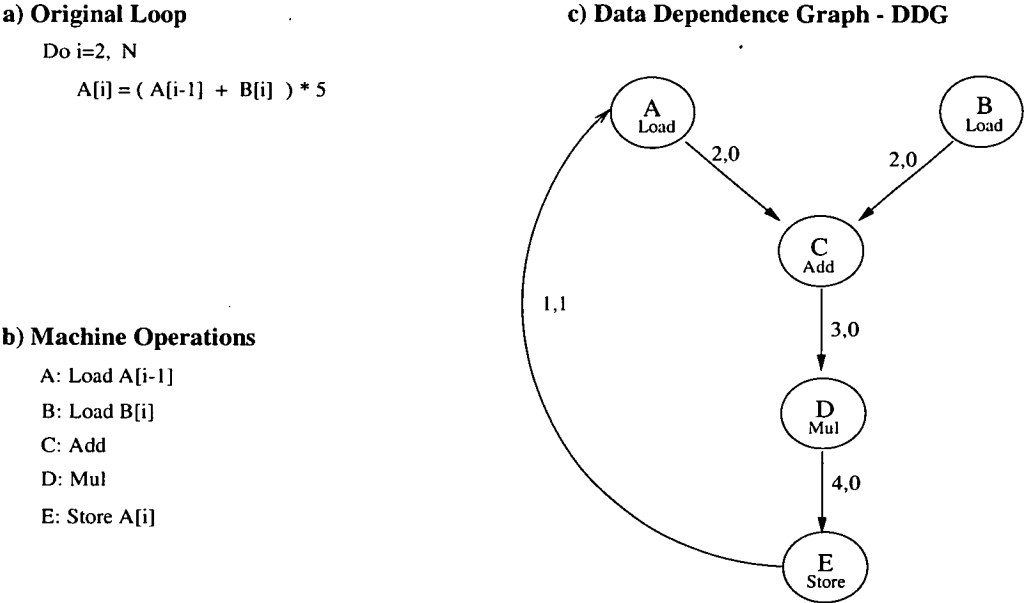 a) Original Loop
Do i=2, N
A[i] = ( A[i-1] + B[i] ) * 5
b) Machine Operations
A: Load A[i-1]
B: Load B[i]
C: Add
D: Mul
E: Store A[i]
c) Data Dependence Graph - DDG
A
Load
B
Load
2,0
2,0
C
Add
1,1
3,0
D
Mul
4,0
E
Store